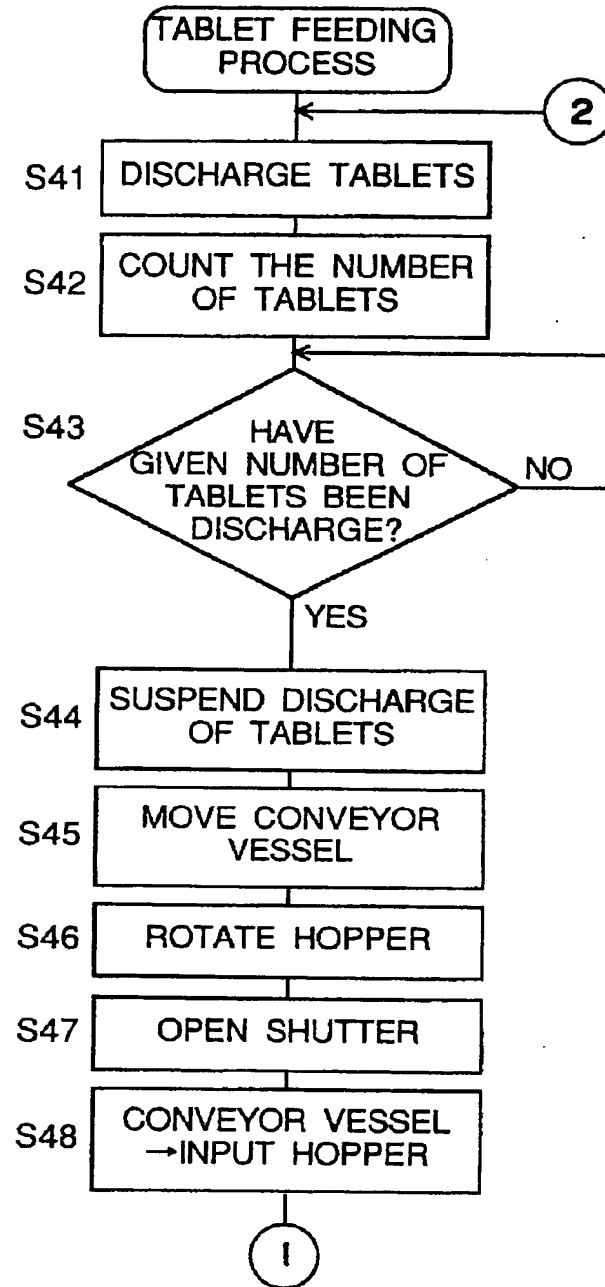 TABLET FEEDING
PROCESS
2
S41
DISCHARGE TABLETS
S42
COUNT THE NUMBER
OF TABLETS
S43
HAVE
GIVEN NUMBER OF
TABLETS BEEN
DISCHARGE?
NO
YES
S44
SUSPEND DISCHARGE
OF TABLETS
S45
MOVE CONVEYOR
VESSEL
S46
ROTATE HOPPER
S47
OPEN SHUTTER
S48
CONVEYOR VESSEL
→INPUT HOPPER
1